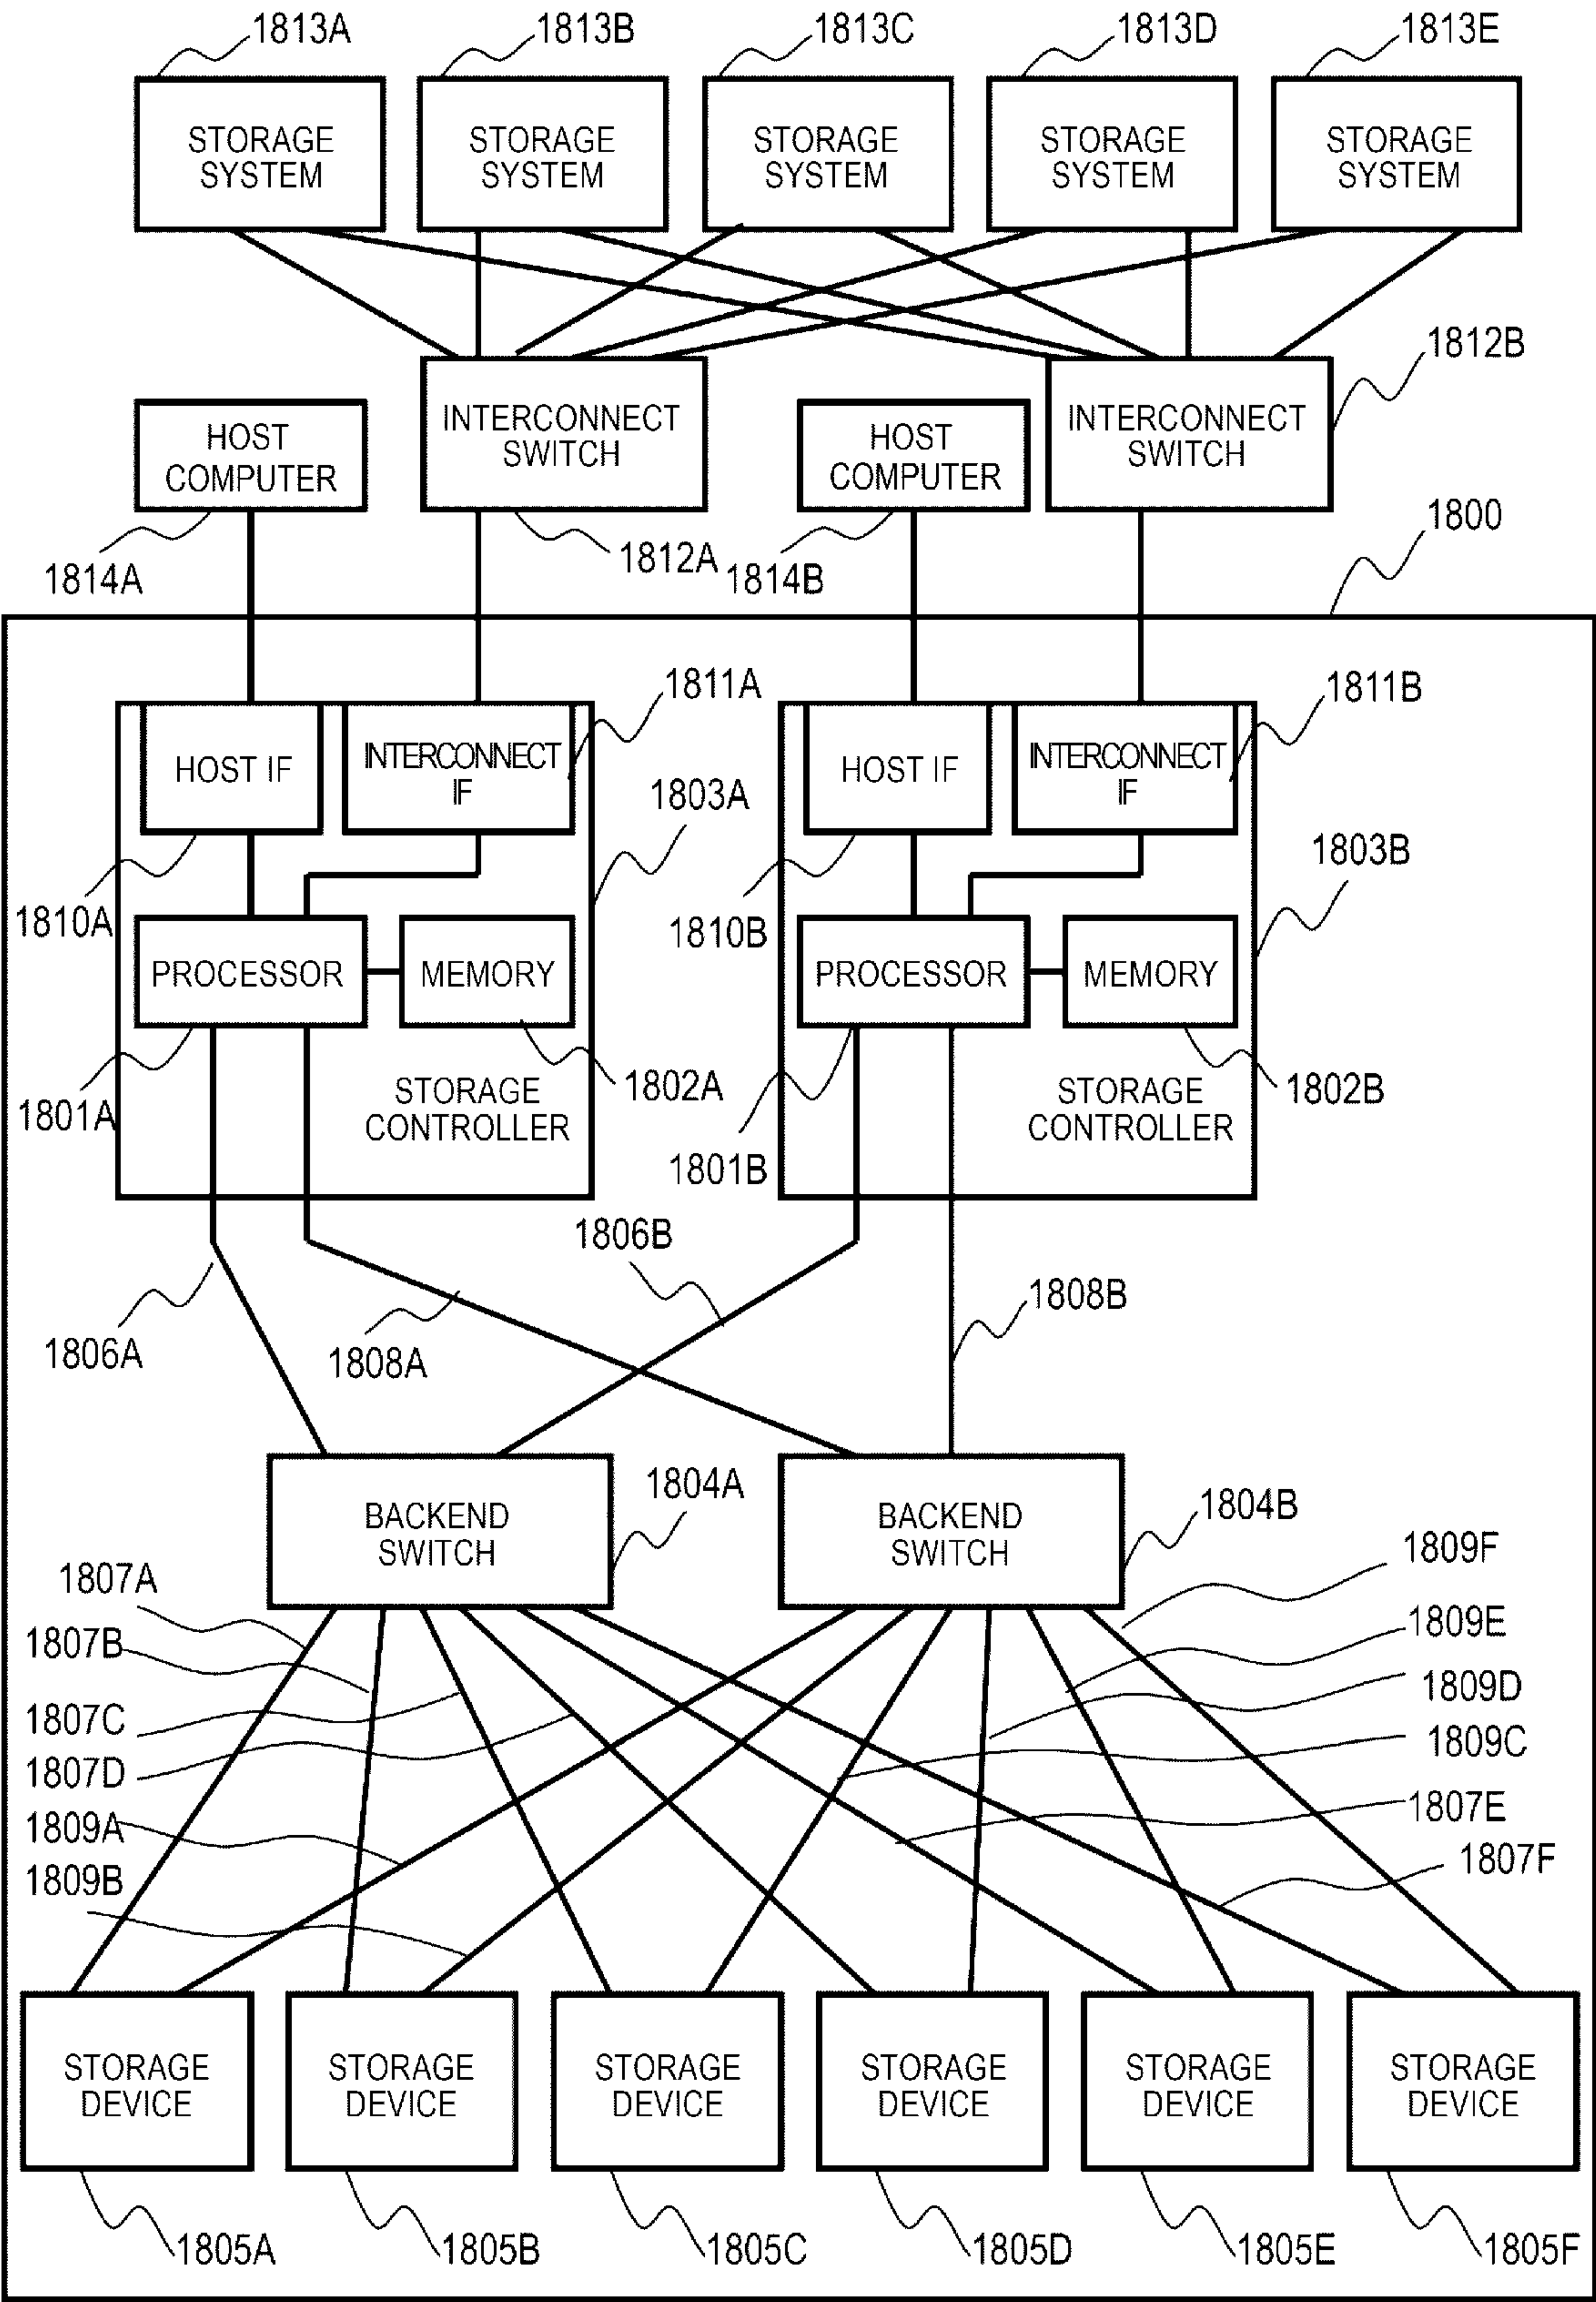 1813A
1813B
1813C
1813D
1813E
STORAGE
SYSTEM
STORAGE
SYSTEM
STORAGE
SYSTEM
STORAGE
SYSTEM
STORAGE
SYSTEM
1812B
HOST
COMPUTER
INTERCONNECT
SWITCH
HOST
COMPUTER
INTERCONNECT
SWITCH
1800
1814A
1812A
1814B
1811A
1811B
HOST IF
INTERCONNECT
IF
1803A
HOST IF
INTERCONNECT
IF
1803B
1810A
1810B
PROCESSOR
MEMORY
PROCESSOR
MEMORY
1801A
STORAGE
CONTROLLER
1802A
1801B
STORAGE
CONTROLLER
1802B
1806B
1806A
1808A
1808B
BACKEND
SWITCH
1804A
BACKEND
SWITCH
1804B
1807A
1809F
1807B
1809E
1807C
1809D
1807D
1809C
1809A
1807E
1809B
1807F
STORAGE
DEVICE
STORAGE
DEVICE
STORAGE
DEVICE
STORAGE
DEVICE
STORAGE
DEVICE
STORAGE
DEVICE
1805A
1805B
1805C
1805D
1805E
1805F